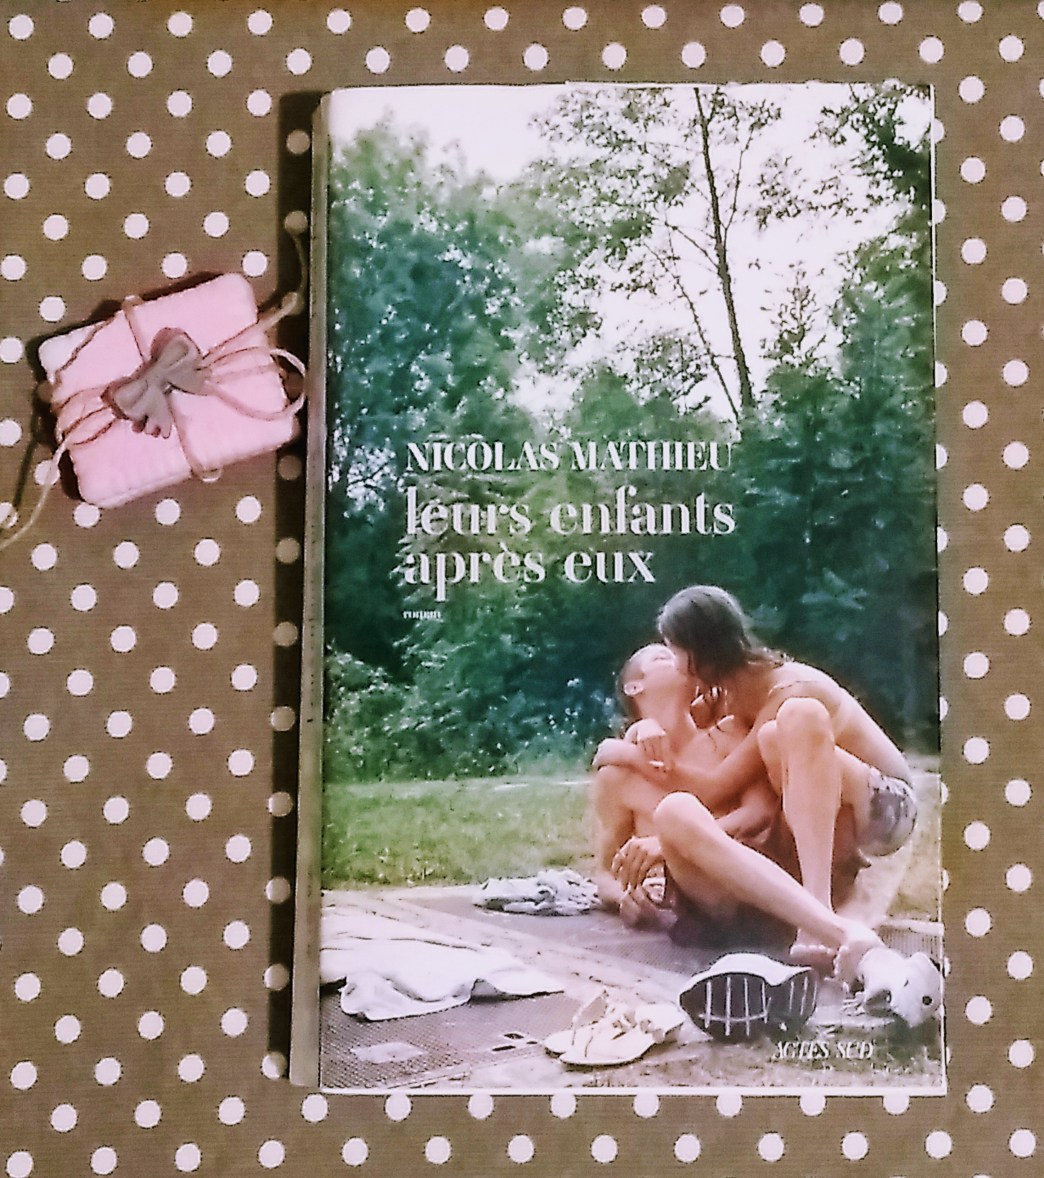 NICOLAS MATHIEU
leurs enfants
après eux
roman
ACTES SUD